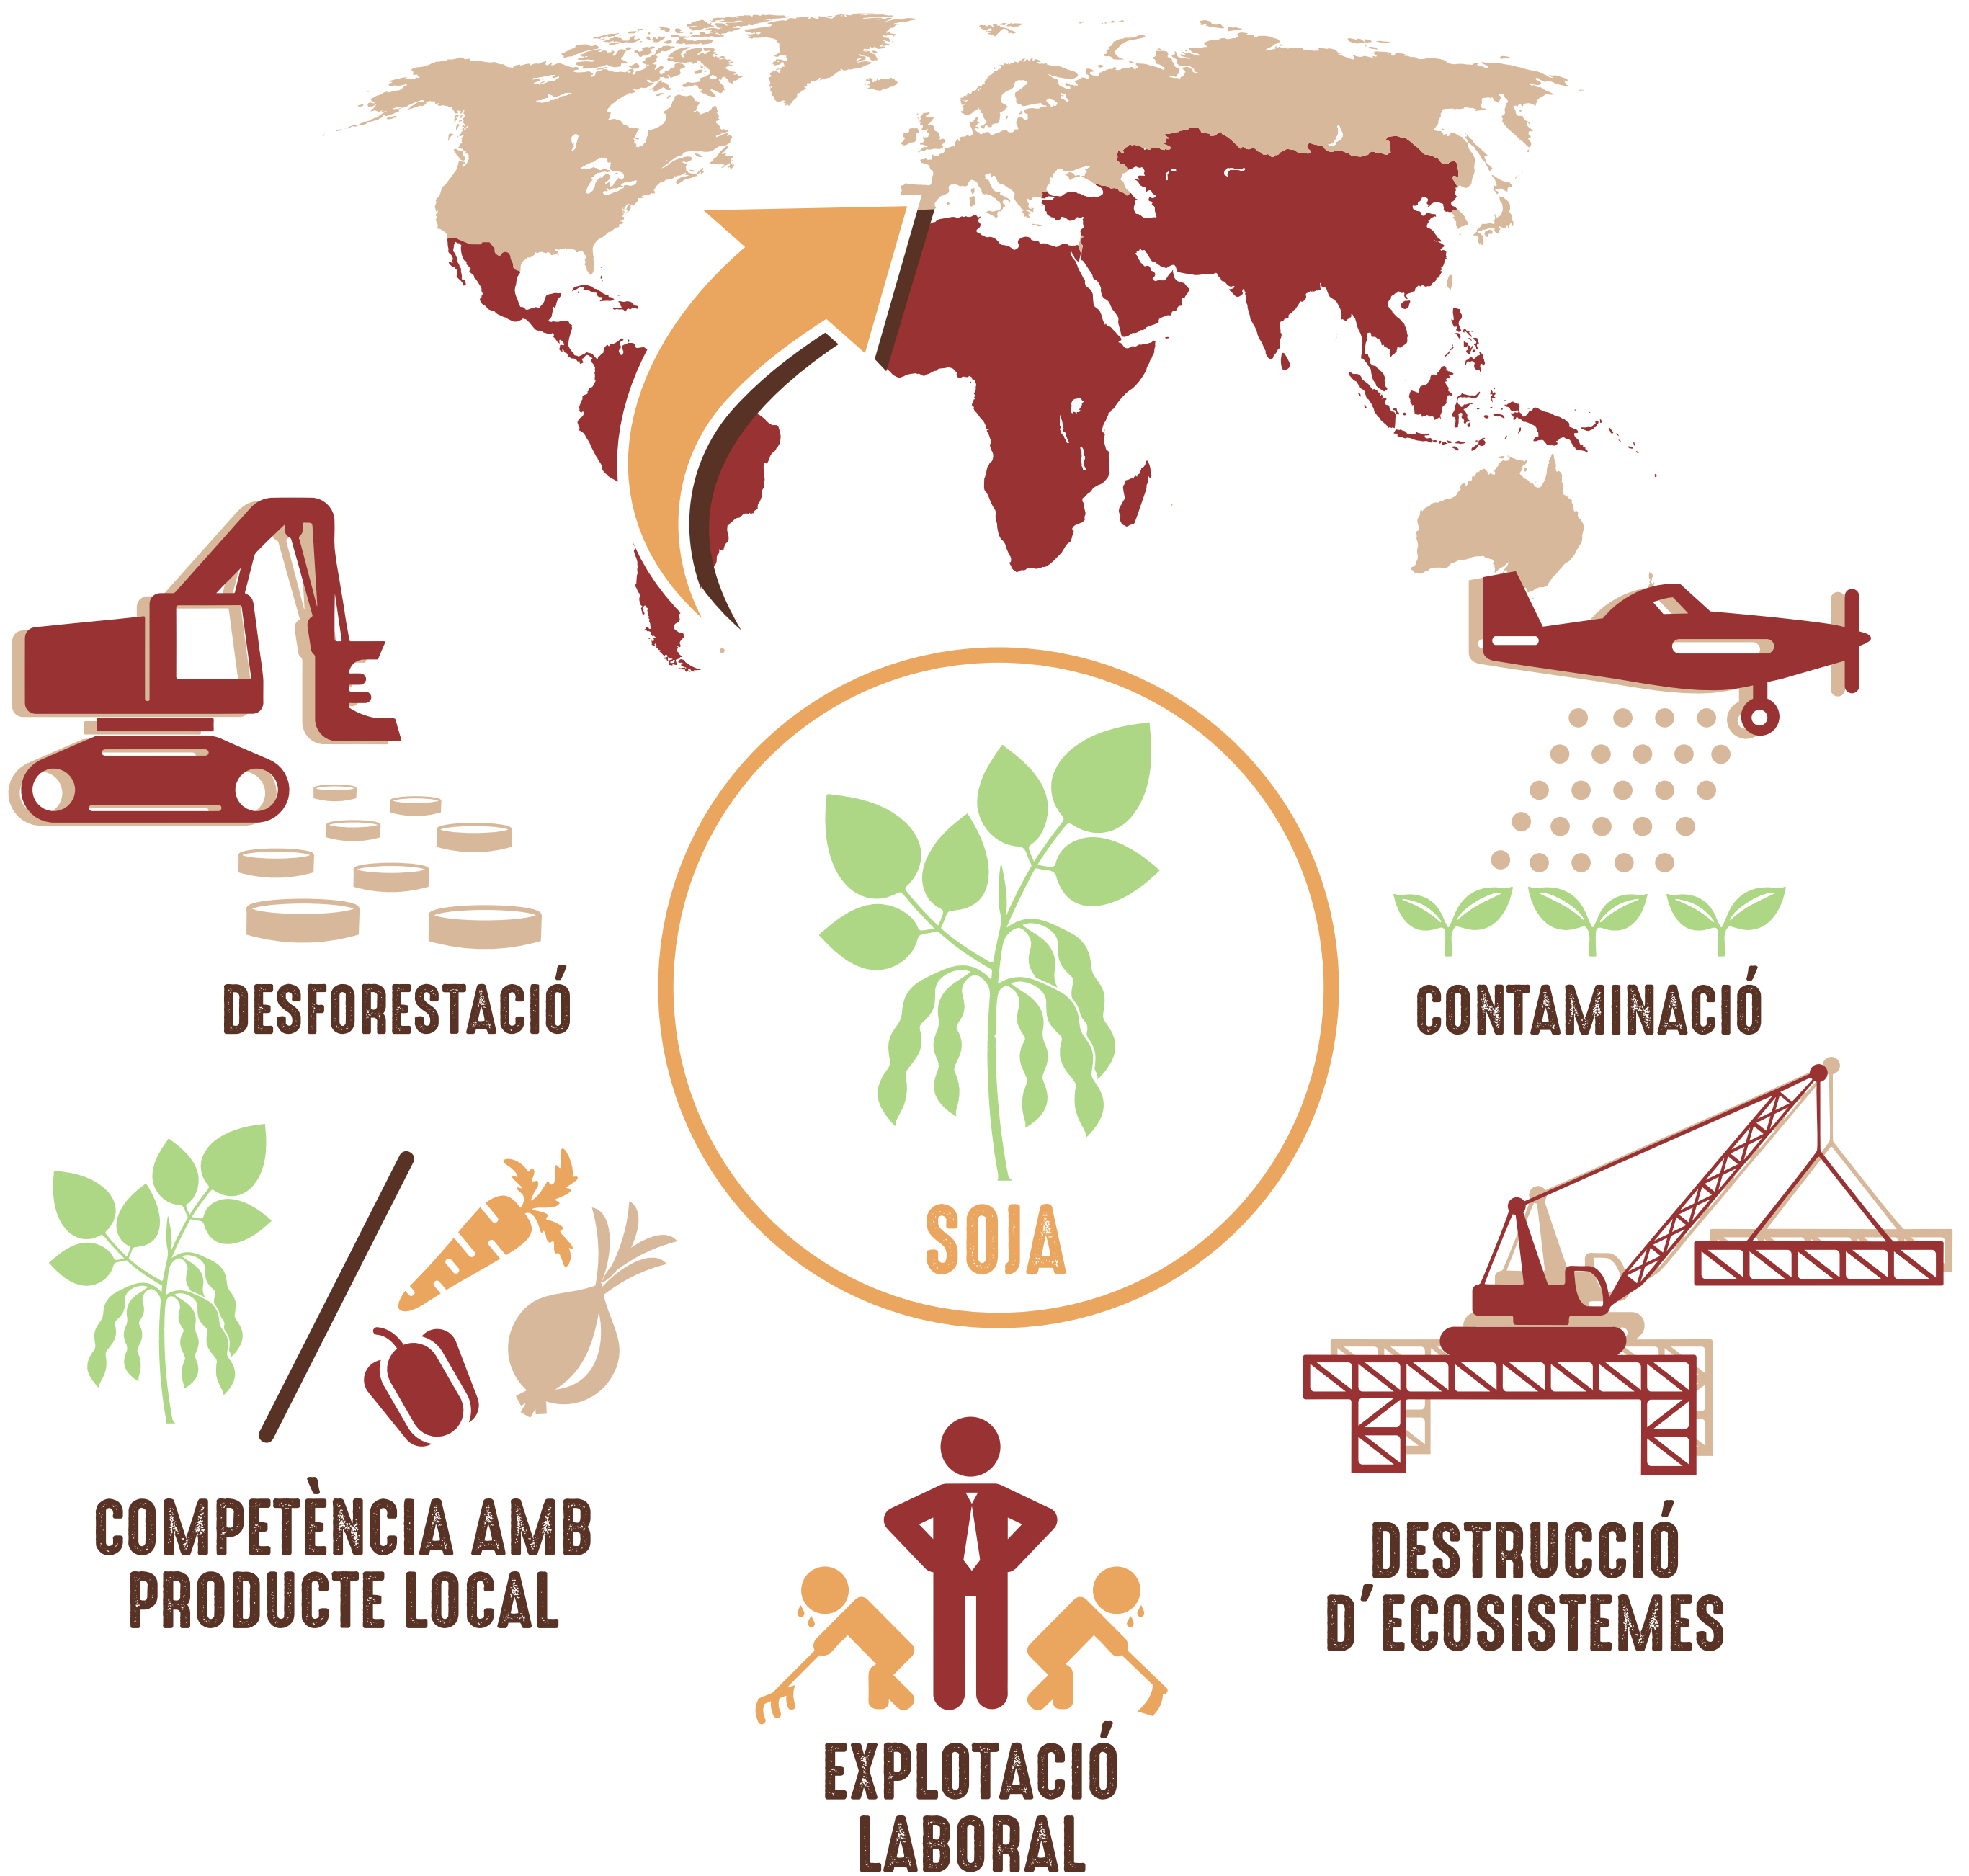 DESFORESTACIÓ
CONTAMINACIÓ
SOJA
COMPETÈNCIA AMB
PRODUCTE LOCAL
DESTRUCCIÓ
D´ECOSISTEMES
EXPLOTACIÓ
LABORAL